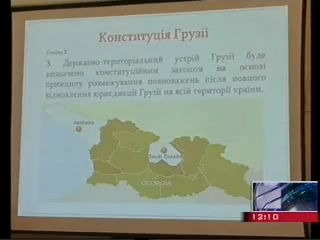 Конституція Грузії
Стаття 2
3. Державно-територіальний устрій Грузії буде
визначено конституційним законом на основі
принципу розмежування повноважень після повного
відновлення юрисдикції Грузії на всій території країни.
South Ossetia
GEORGIA
12:10